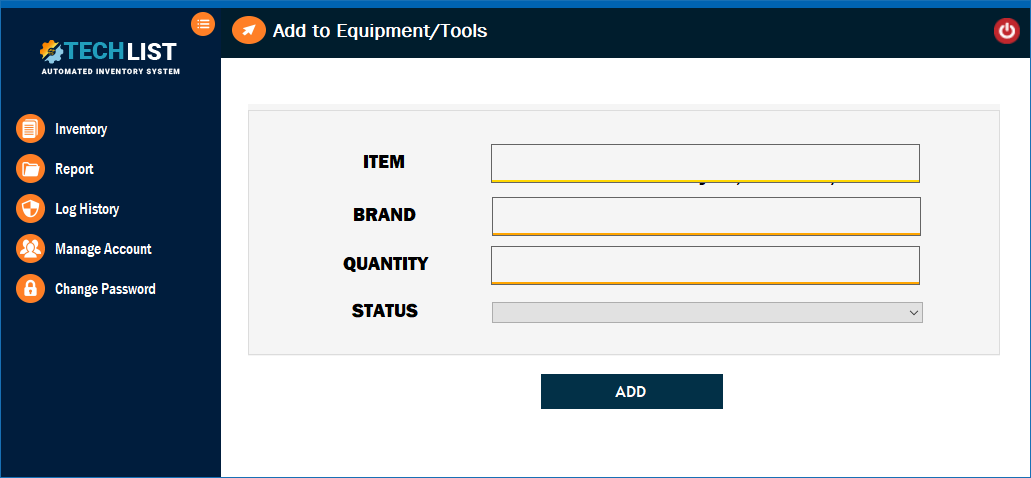 TECHLIST
AUTOMATED INVENTORY SYSTEM
Add to Equipment/Tools
Inventory
Report
Log History
Manage Account
Change Password
ITEM
BRAND
QUANTITY
STATUS
ADD